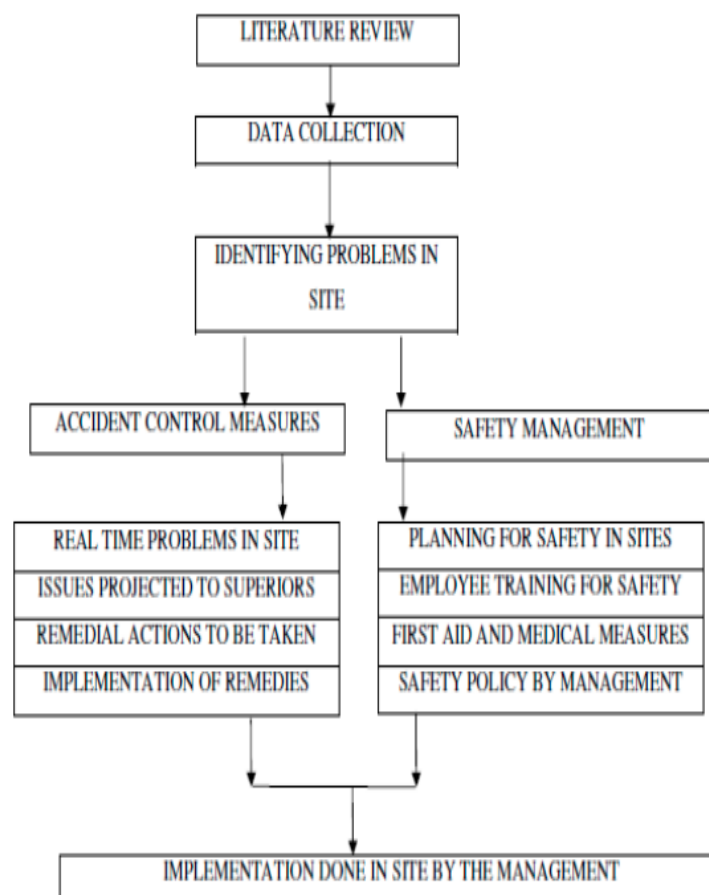 LITERATURE REVIEW
DATA COLLECTION
IDENTIFYING PROBLEMS IN
SITE
ACCIDENT CONTROL MEASURES
SAFETY MANAGEMENT
REAL TIME PROBLEMS IN SITE
ISSUES PROJECTED TO SUPERIORS
REMEDIAL ACTIONS TO BE TAKEN
IMPLEMENTATION OF REMEDIES
PLANNING FOR SAFETY IN SITES
EMPLOYEE TRAINING FOR SAFETY
FIRST AID AND MEDICAL MEASURES
SAFETY POLICY BY MANAGEMENT
IMPLEMENTATION DONE IN SITE BY THE MANAGEMENT